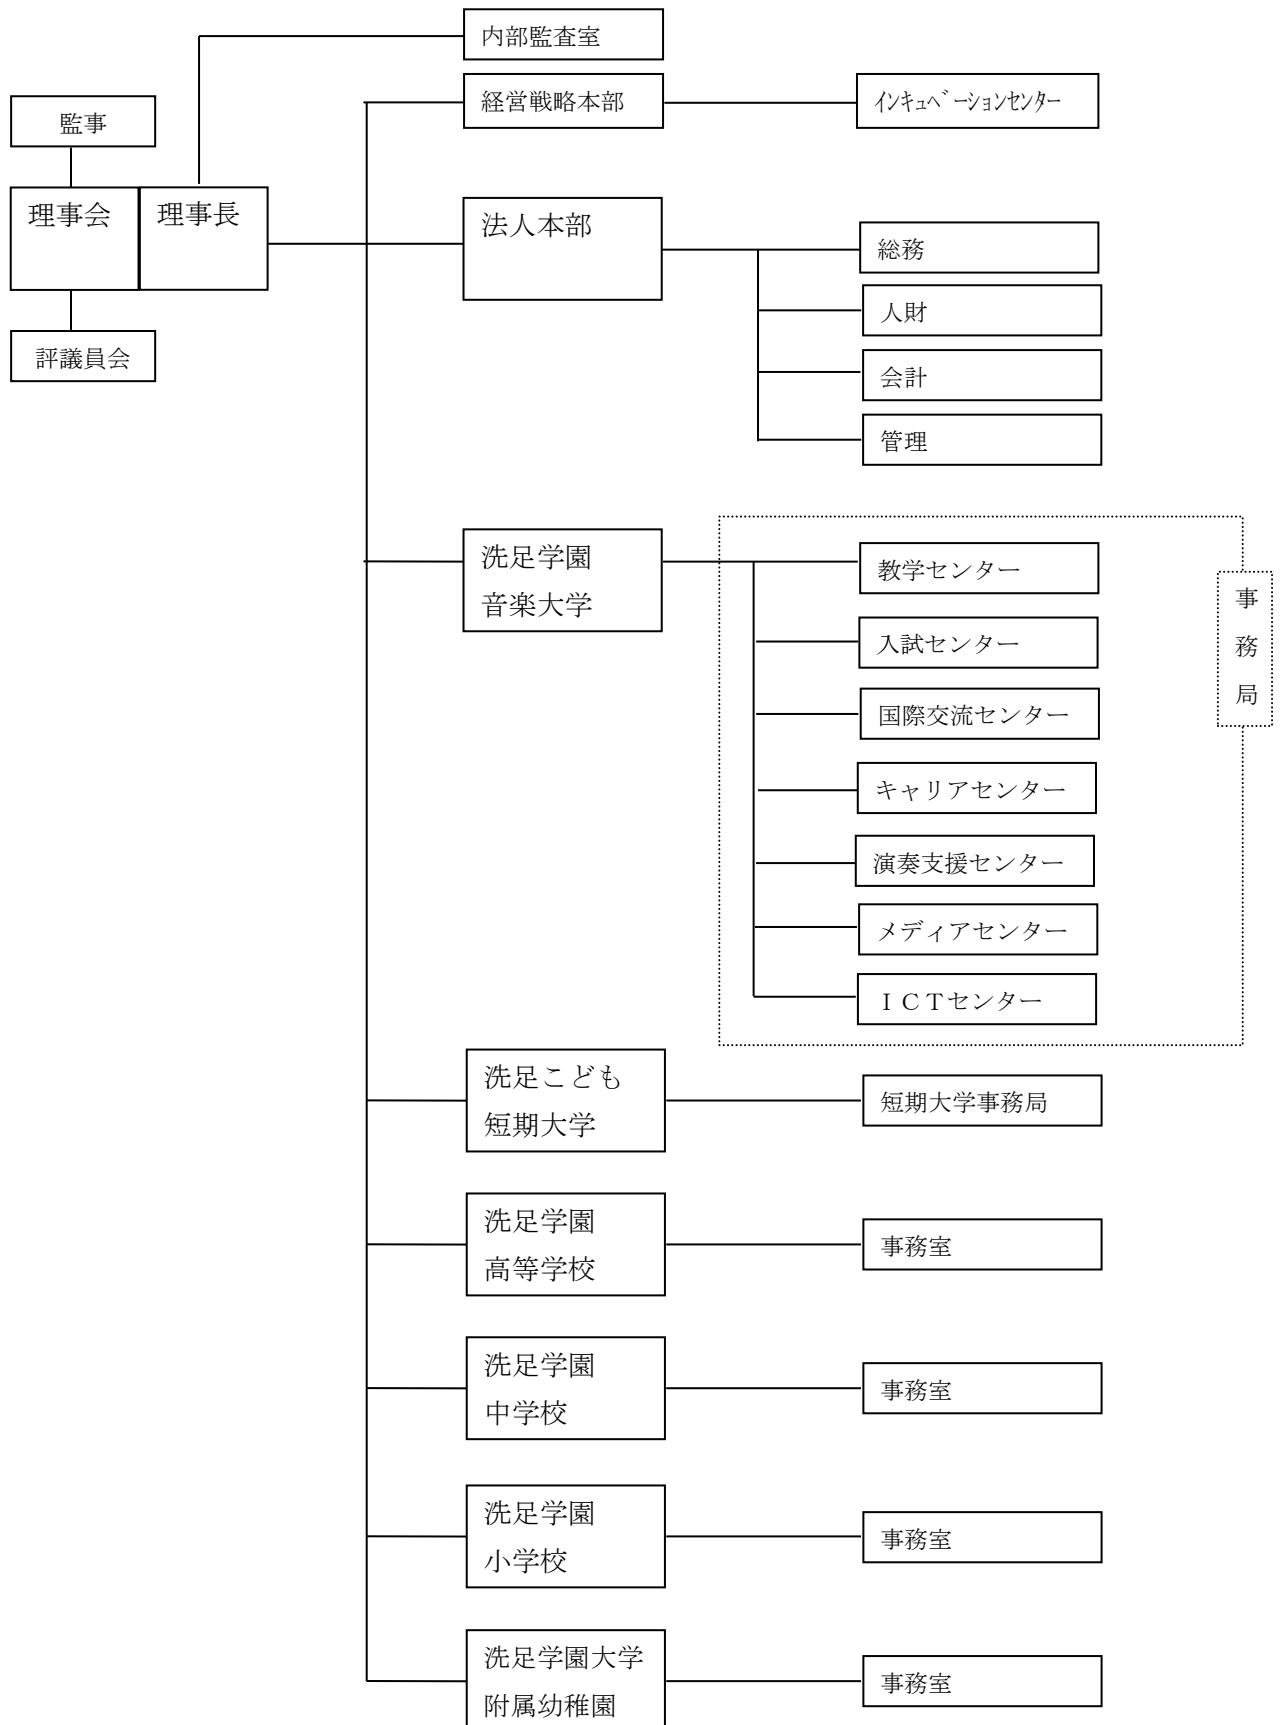 内部監査室
経営戦略本部
インキュベーションセンター
監事
理事会
理事長
法人本部
総務
人財
会計
管理
評議員会
洗足学園
音楽大学
教学センター
入試センター
国際交流センター
キャリアセンター
演奏支援センター
メディアセンター
ＩＣＴセンター
事
務
局
洗足こども
短期大学
短期大学事務局
洗足学園
高等学校
事務室
洗足学園
中学校
事務室
洗足学園
小学校
事務室
洗足学園大学
附属幼稚園
事務室